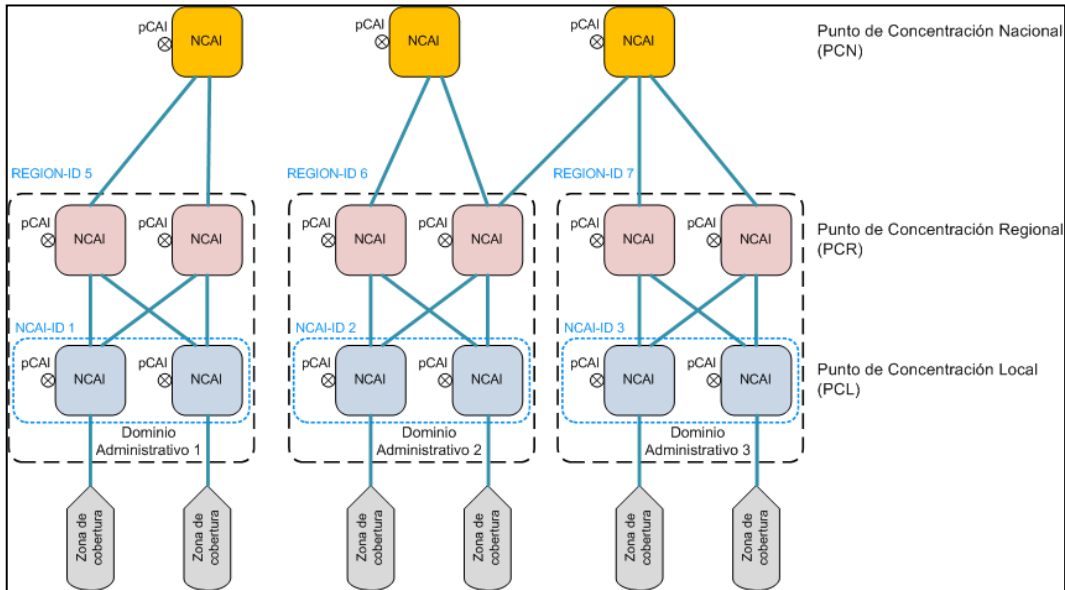 pCAI
NCAI
pCAI
NCAI
pCAI
NCAI
Punto de Concentración Nacional
(PCN)
REGION-ID 5
REGION-ID 6
REGION-ID 7
pCAI
NCAI
pCAI
NCAI
pCAI
NCAI
pCAI
NCAI
pCAI
NCAI
pCAI
NCAI
Punto de Concentración Regional
(PCR)
NCAI-ID 1
NCAI-ID 2
NCAI-ID 3
pCAI
NCAI
pCAI
NCAI
pCAI
NCAI
pCAI
NCAI
pCAI
NCAI
pCAI
NCAI
Punto de Concentración Local
(PCL)
Dominio
Administrativo 1
Dominio
Administrativo 2
Dominio
Administrativo 3
Zona de
cobertura
Zona de
cobertura
Zona de
cobertura
Zona de
cobertura
Zona de
cobertura
Zona de
cobertura